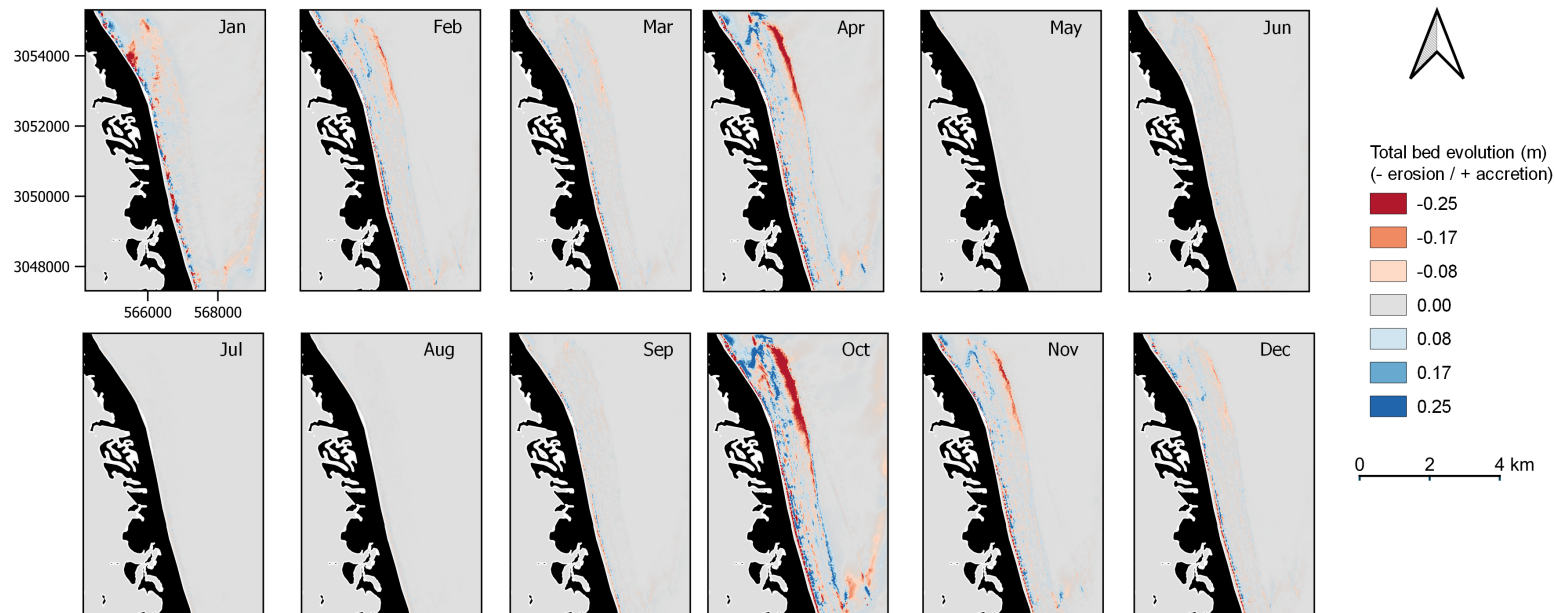 Jan
Feb
Mar
Apr
May
Jun
3054000
3052000
3050000
3048000
566000 568000
Jul
Aug
Sep
Oct
Nov
Dec
Total bed evolution (m)
(- erosion / + accretion)
-0.25
-0.17
-0.08
0.00
0.08
0.17
0.25
0 2 4 km